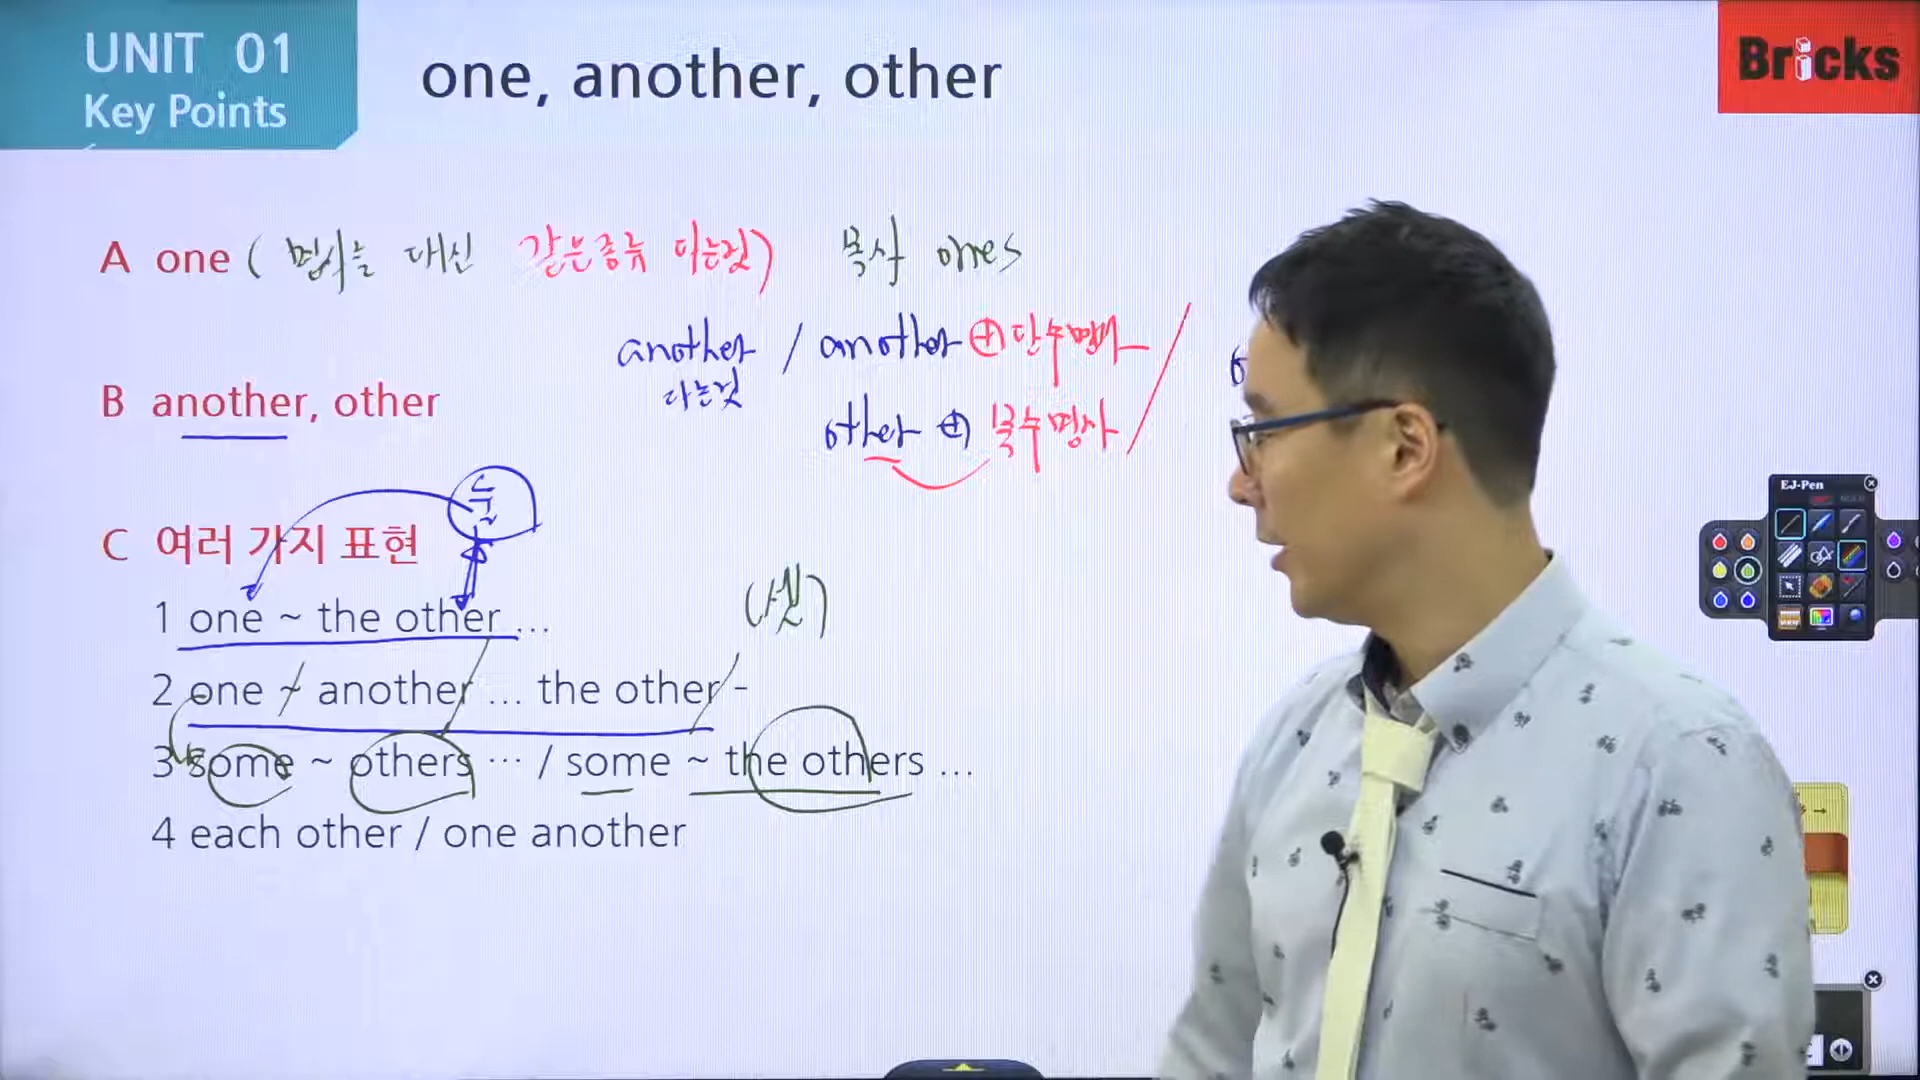 UNIT 01
Key Points
one, another, other
Bricks
A one ( 명사를 대신 같은종류 다른것) 복사 ones
another / another ⊕ 단수명사 /
다른것
other ⊕ 복수명사 /
B another, other
둘
C 여러 가지 표현
1 one ~ the other ...
(셋)
2 one ~ another ... the other -
3 some ~ others ··· / some ~ the others ...
4 each other / one another
EJ-Pen